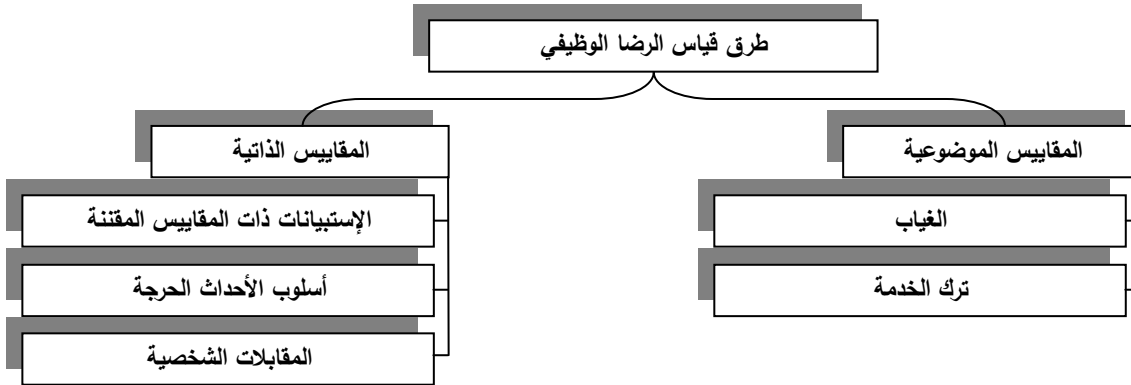 طرق قياس الرضا الوظيفي
المقاييس الموضوعية
الغياب
ترك الخدمة
المقاييس الذاتية
الإستبيانات ذات المقاييس المقننة
أسلوب الأحداث الحرجة
المقابلات الشخصية